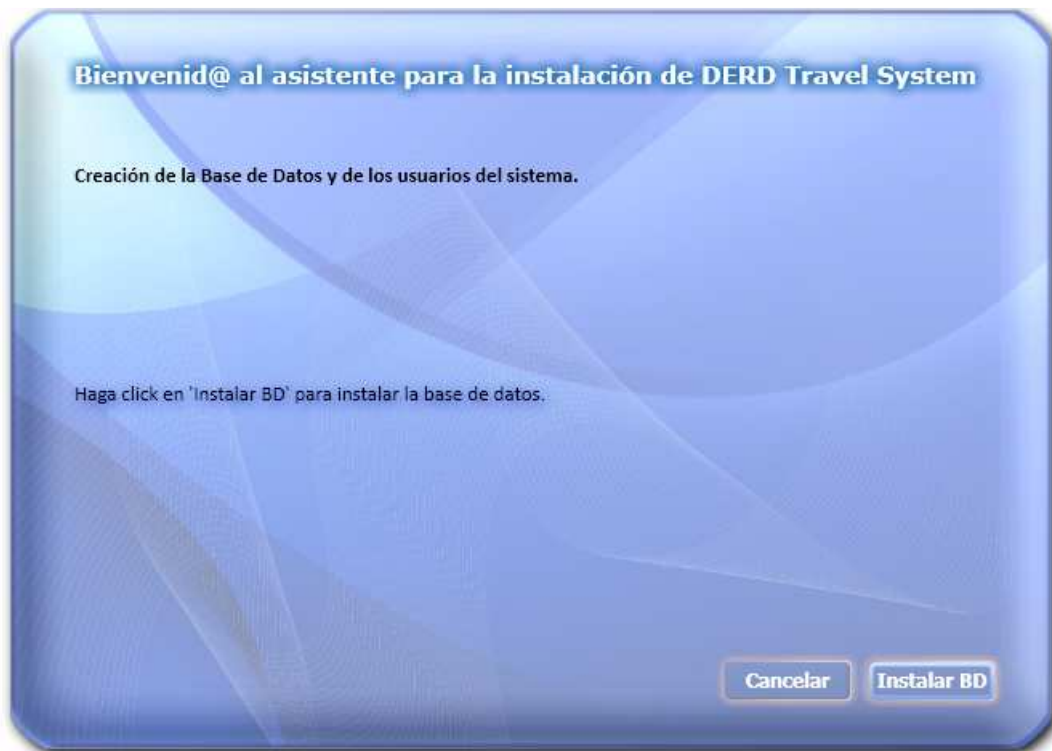 Bienvenid@ al asistente para la instalación de DERD Travel System
Creación de la Base de Datos y de los usuarios del sistema.
Haga click en 'Instalar BD' para instalar la base de datos.
Cancelar
Instalar BD